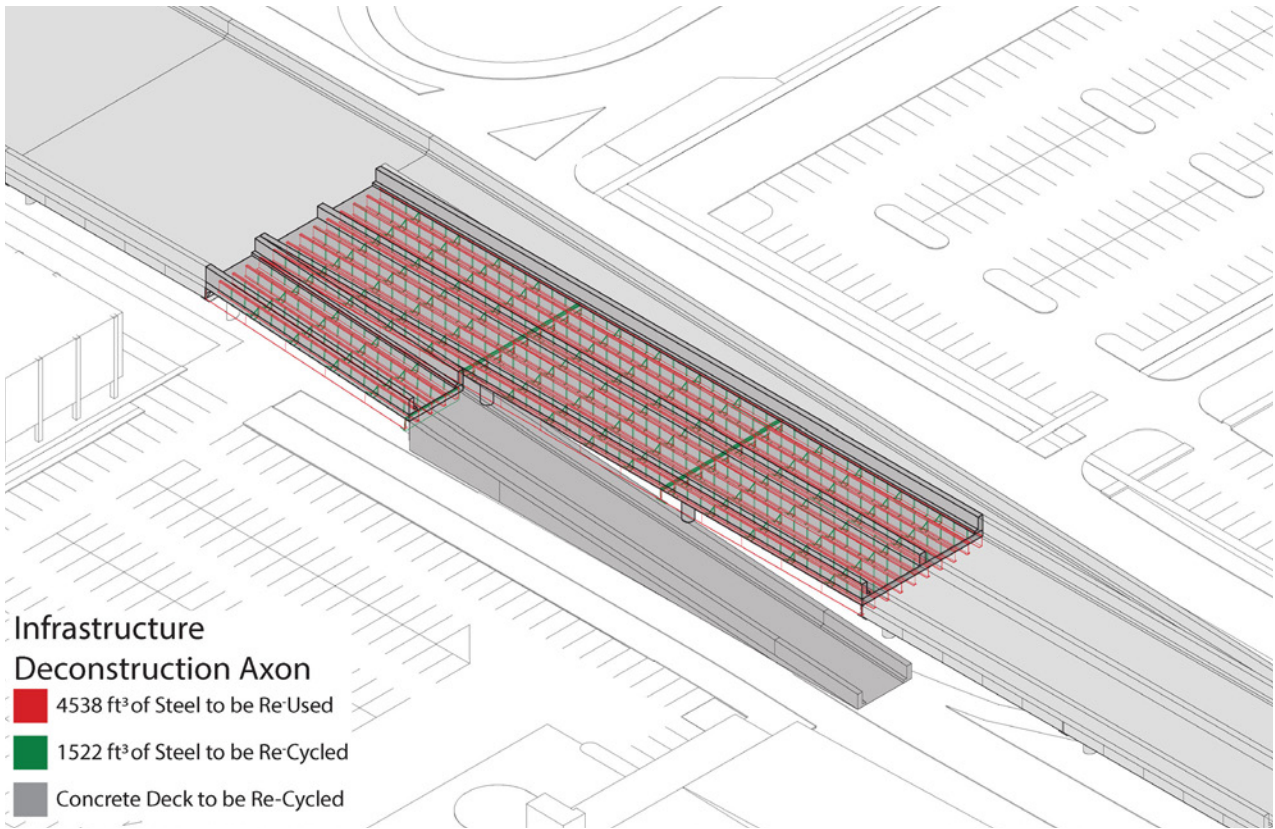 Infrastructure
Deconstruction Axon
4538 ft³ of Steel to be Re-Used
1522 ft³ of Steel to be Re-Cycled
Concrete Deck to be Re-Cycled